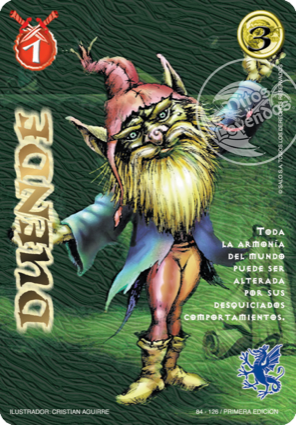 1
3
DUENDE
TODA
LA ARMONÍA
DEL MUNDO
PUEDE SER
ALTERADA
POR SUS
DESQUICIADOS
COMPORTAMIENTOS.
ILUSTRADOR: CRISTIAN AGUIRRE
84 - 126 / PRIMERA EDICIÓN